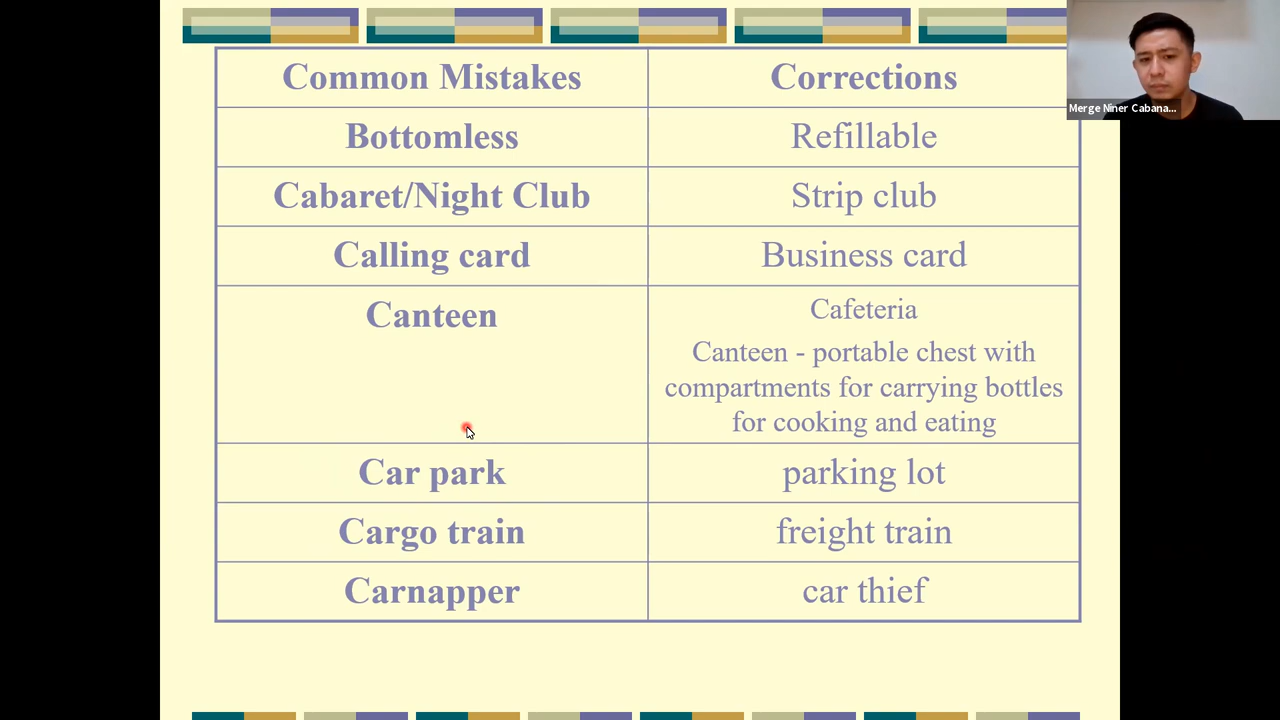 Common Mistakes
Corrections
Bottomless
Refillable
Cabaret/Night Club
Strip club
Calling card
Business card
Canteen
Cafeteria
Canteen - portable chest with
compartments for carrying bottles
for cooking and eating
Car park
parking lot
Cargo train
freight train
Carnapper
car thief
Merge Niner Cabana...